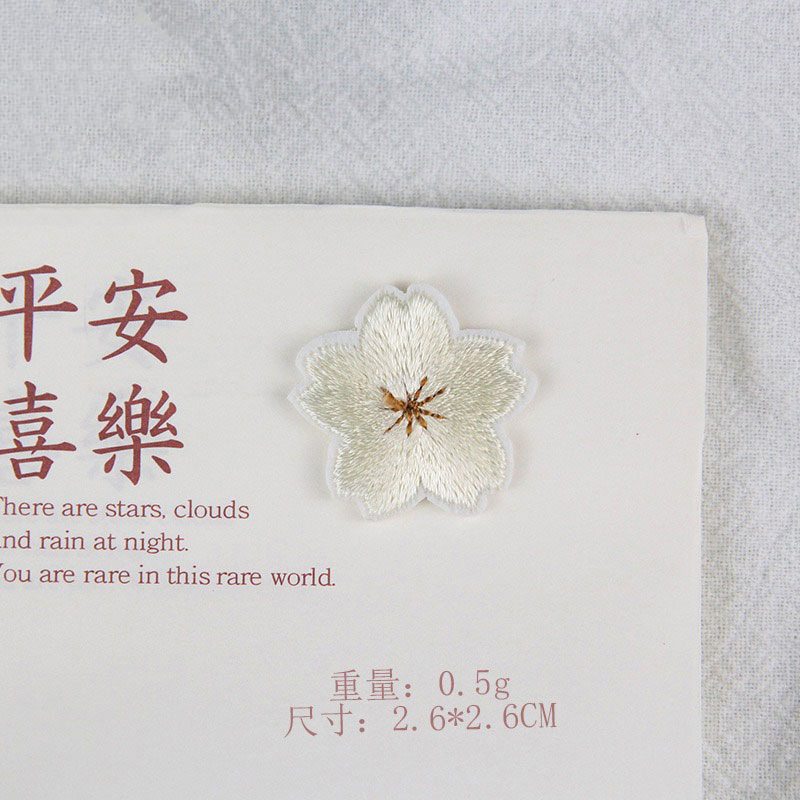 平安
喜樂
There are stars, clouds
and rain at night.
You are rare in this rare world.
重量：0.5g
尺寸：2.6*2.6CM